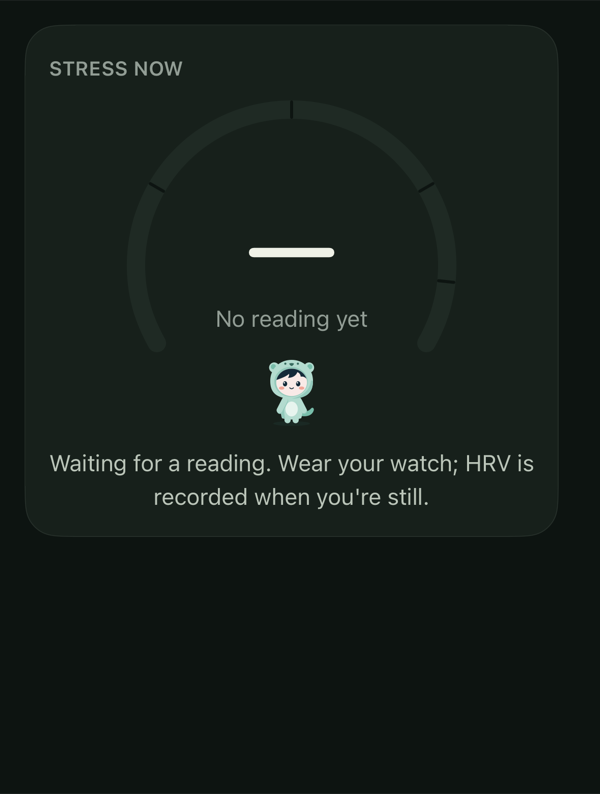 STRESS NOW
No reading yet
Waiting for a reading. Wear your watch; HRV is
recorded when you're still.